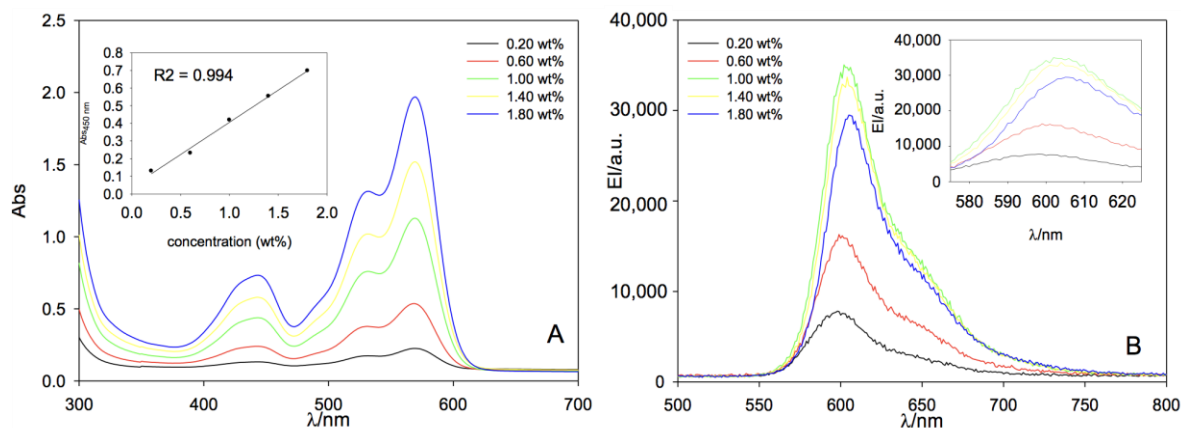 2.5
2.0
1.5
1.0
0.5
0.0
Abs
300 400 500 600 700
λ/nm
A
0.20 wt%
0.60 wt%
1.00 wt%
1.40 wt%
1.80 wt%
0.8
0.7
0.6
0.5
0.4
0.3
0.2
0.1
0.0
Abs450 nm
R2 = 0.994
0.0 0.5 1.0 1.5 2.0
concentration (wt%)
40,000
30,000
20,000
10,000
0
EI/a.u.
500 550 600 650 700 750 800
λ/nm
B
0.20 wt%
0.60 wt%
1.00 wt%
1.40 wt%
1.80 wt%
40,000
30,000
20,000
10,000
0
EI/a.u.
580 590 600 610 620
λ/nm